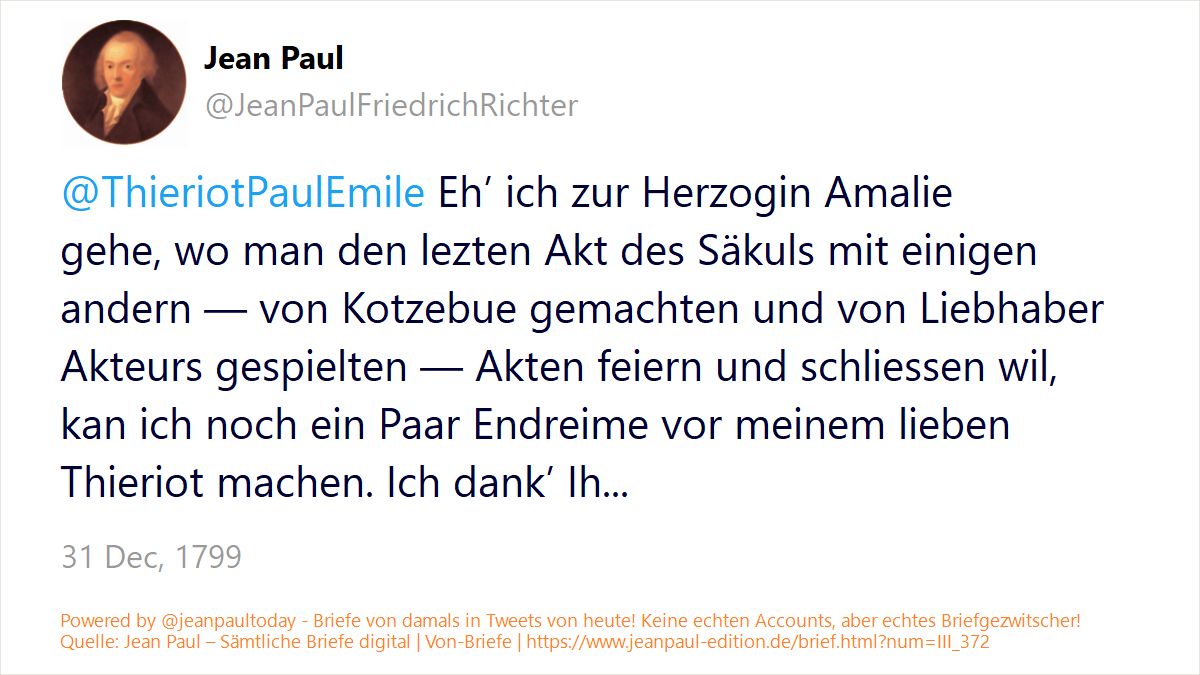 Jean Paul
@JeanPaulFriedrichRichter
@ThieriotPaulEmile Eh’ ich zur Herzogin Amalie
gehe, wo man den lezten Akt des Säkuls mit einigen
andern — von Kotzebue gemachten und von Liebhaber
Akteurs gespielten — Akten feiern und schliessen wil,
kan ich noch ein Paar Endreime vor meinem lieben
Thieriot machen. Ich dank’ Ih...
31 Dec, 1799
Powered by @jeanpaultoday - Briefe von damals in Tweets von heute! Keine echten Accounts, aber echtes Briefgezwitscher!
Quelle: Jean Paul – Sämtliche Briefe digital | Von-Briefe | https://www.jeanpaul-edition.de/brief.html?num=III_372